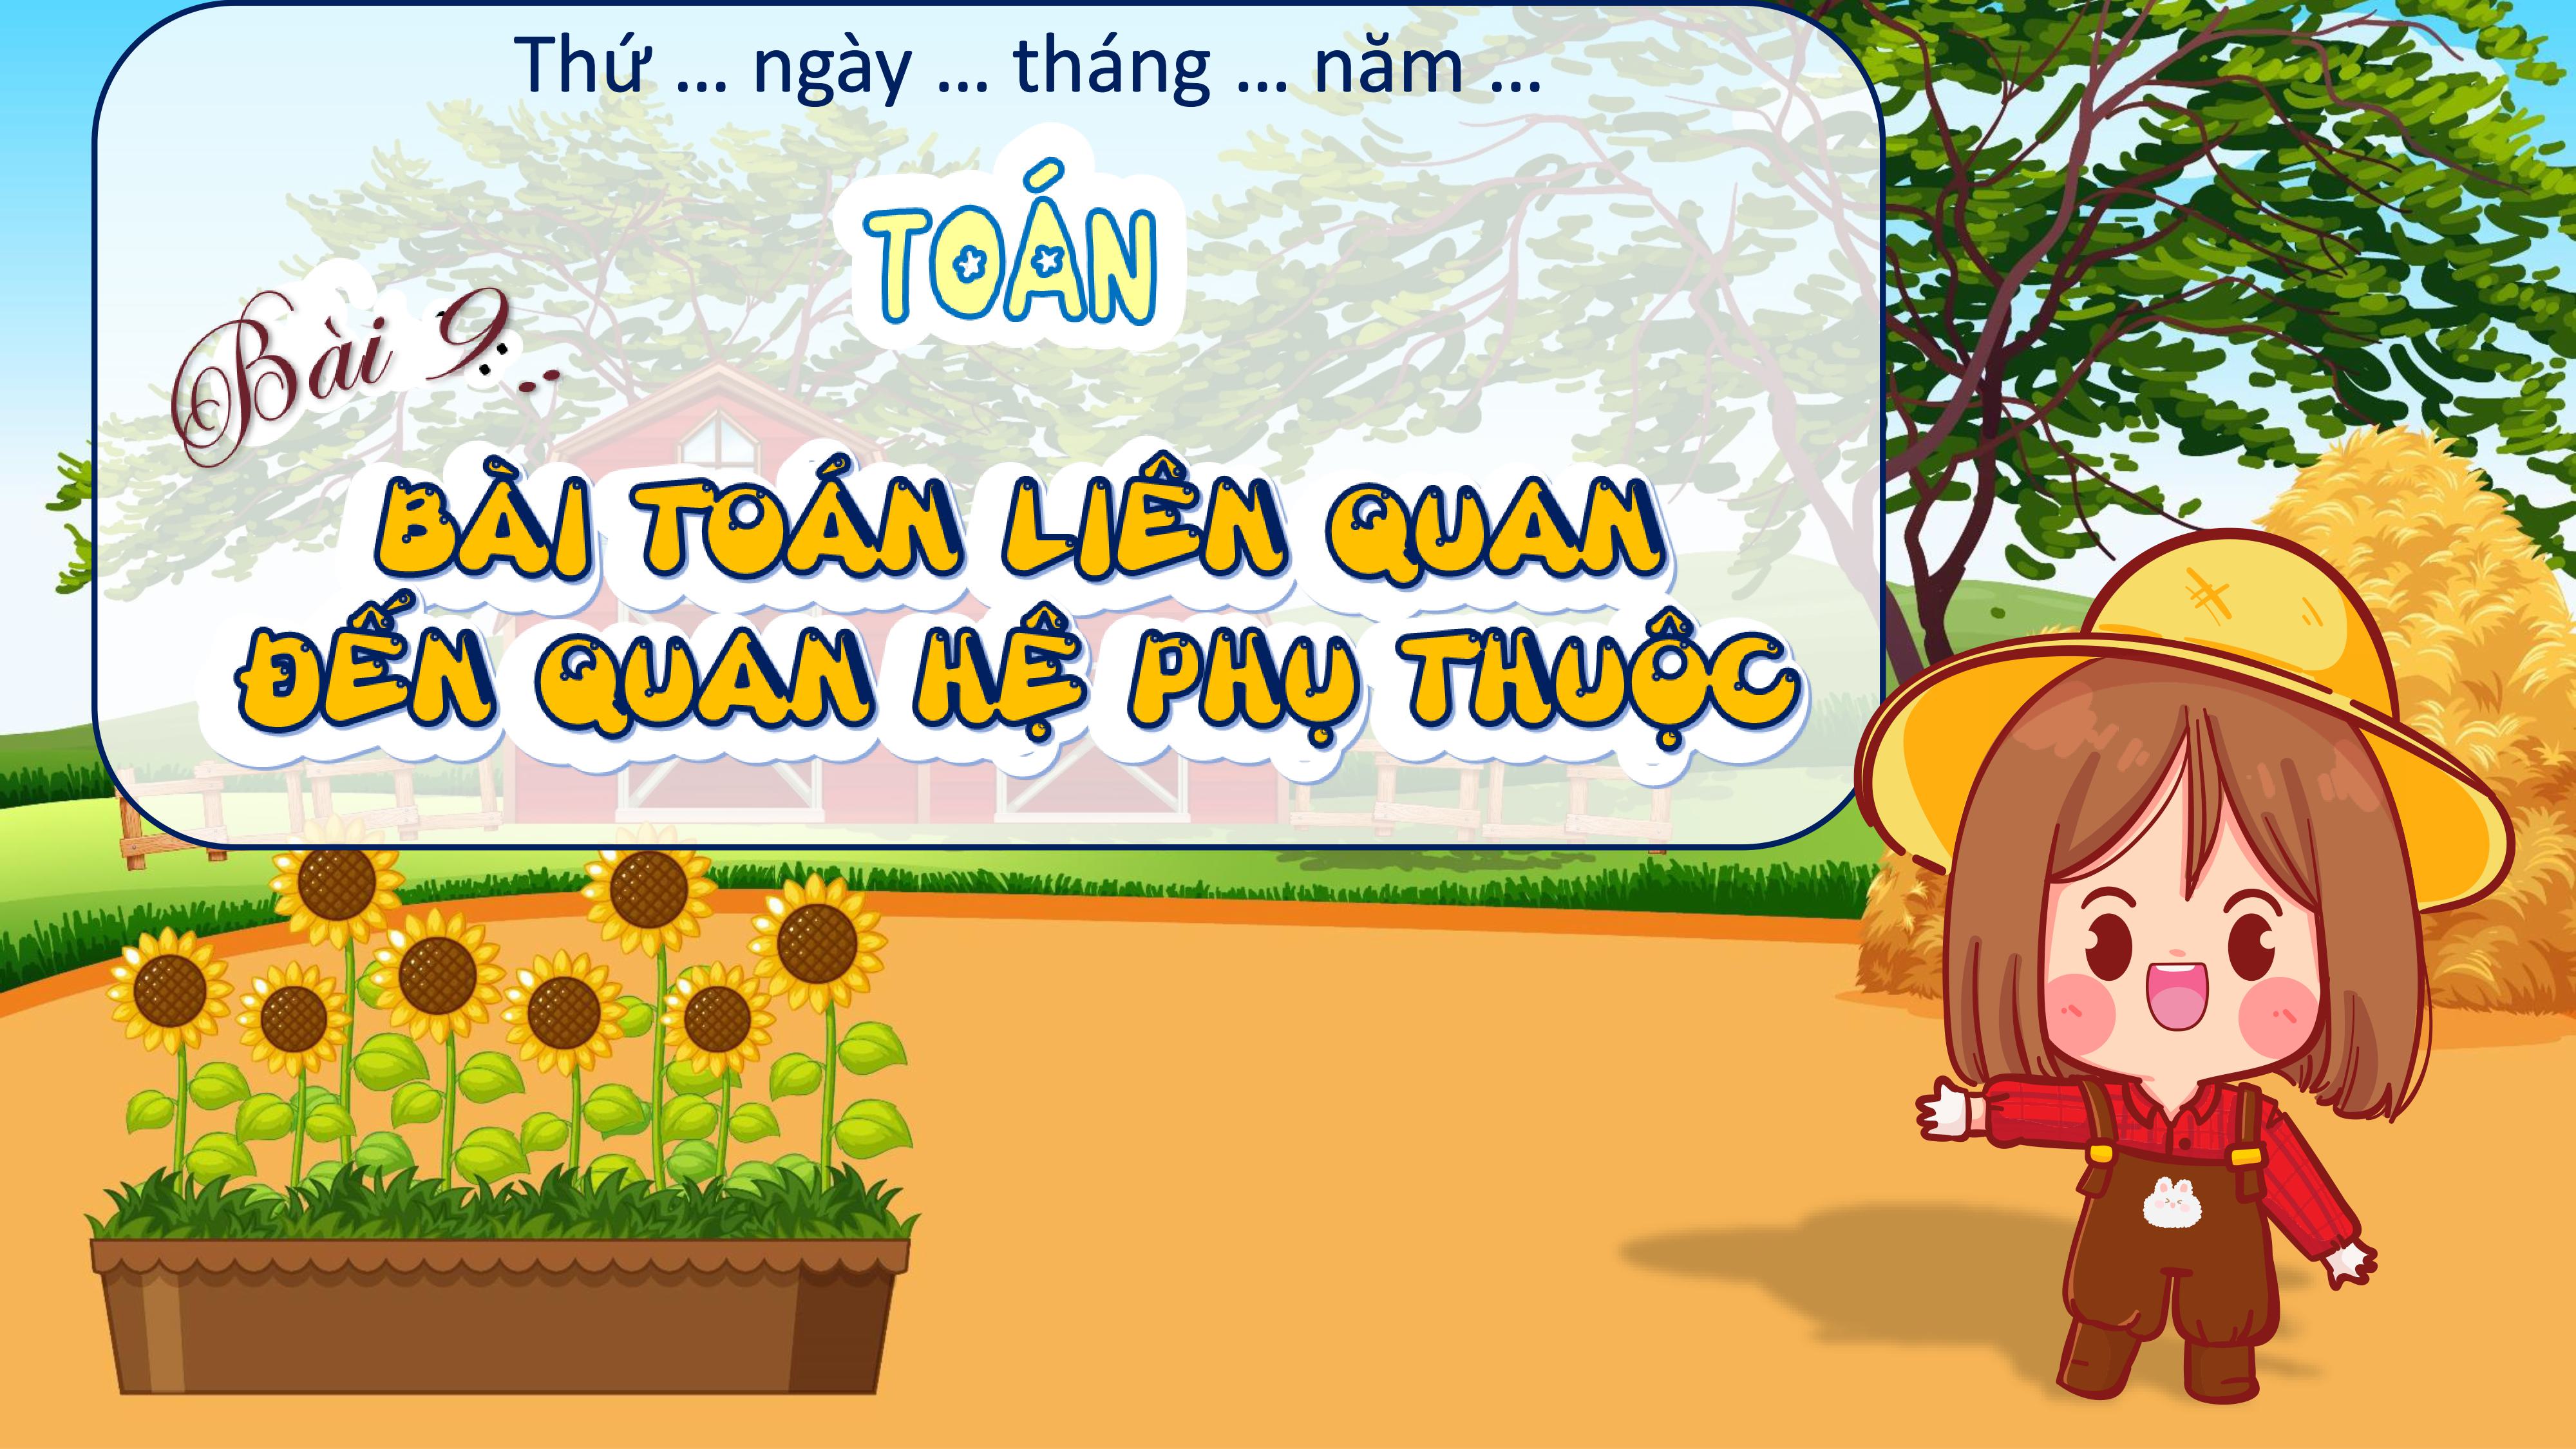 Thứ ... ngày ... tháng ... năm ...
TOÁN
Bài 9:
BÀI TOÁN LIÊN QUAN
ĐẾN QUAN HỆ PHỤ THUỘC